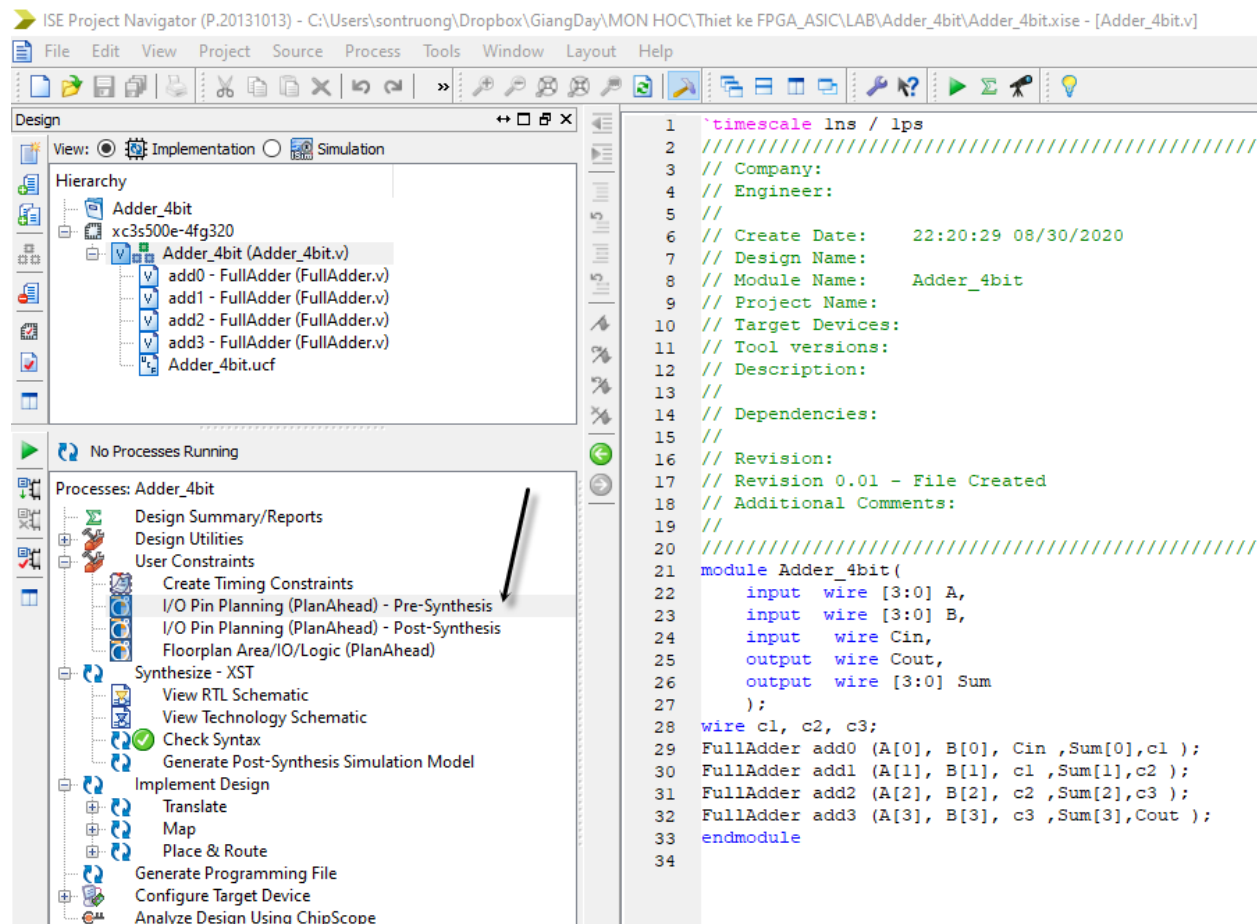 ISE Project Navigator (P.20131013) - C:\Users\sontruong\Dropbox\GiangDay\MON HOC\Thiet ke FPGA_ASIC\LAB\Adder_4bit\Adder_4bit.xise - [Adder_4bit.v]
File Edit View Project Source Process Tools Window Layout Help
Design
View: Implementation Simulation
Hierarchy
Adder_4bit
xc3s500e-4fg320
Adder_4bit (Adder_4bit.v)
add0 - FullAdder (FullAdder.v)
add1 - FullAdder (FullAdder.v)
add2 - FullAdder (FullAdder.v)
add3 - FullAdder (FullAdder.v)
Adder_4bit.ucf
No Processes Running
Processes: Adder_4bit
Design Summary/Reports
Design Utilities
User Constraints
Create Timing Constraints
I/O Pin Planning (PlanAhead) - Pre-Synthesis
I/O Pin Planning (PlanAhead) - Post-Synthesis
Floorplan Area/IO/Logic (PlanAhead)
Synthesize - XST
View RTL Schematic
View Technology Schematic
Check Syntax
Generate Post-Synthesis Simulation Model
Implement Design
Translate
Map
Place & Route
Generate Programming File
Configure Target Device
Analyze Design Using ChipScope
1 `timescale 1ns / 1ps
2 //////////////////////////////////////////////////
3 // Company:
4 // Engineer:
5 //
6 // Create Date:    22:20:29 08/30/2020
7 // Design Name:
8 // Module Name:    Adder_4bit
9 // Project Name:
10 // Target Devices:
11 // Tool versions:
12 // Description:
13 //
14 // Dependencies:
15 //
16 // Revision:
17 // Revision 0.01 - File Created
18 // Additional Comments:
19 //
20 //////////////////////////////////////////////////
21 module Adder_4bit(
22     input  wire [3:0] A,
23     input  wire [3:0] B,
24     input   wire Cin,
25     output  wire Cout,
26     output  wire [3:0] Sum
27     );
28 wire c1, c2, c3;
29 FullAdder add0 (A[0], B[0], Cin ,Sum[0],c1 );
30 FullAdder add1 (A[1], B[1], c1 ,Sum[1],c2 );
31 FullAdder add2 (A[2], B[2], c2 ,Sum[2],c3 );
32 FullAdder add3 (A[3], B[3], c3 ,Sum[3],Cout );
33 endmodule
34